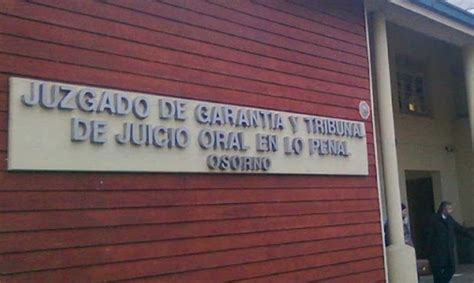 JUZGADO DE GARANTIA Y TRIBUNAL
DE JUICIO ORAL EN LO PENAL
OSORNO